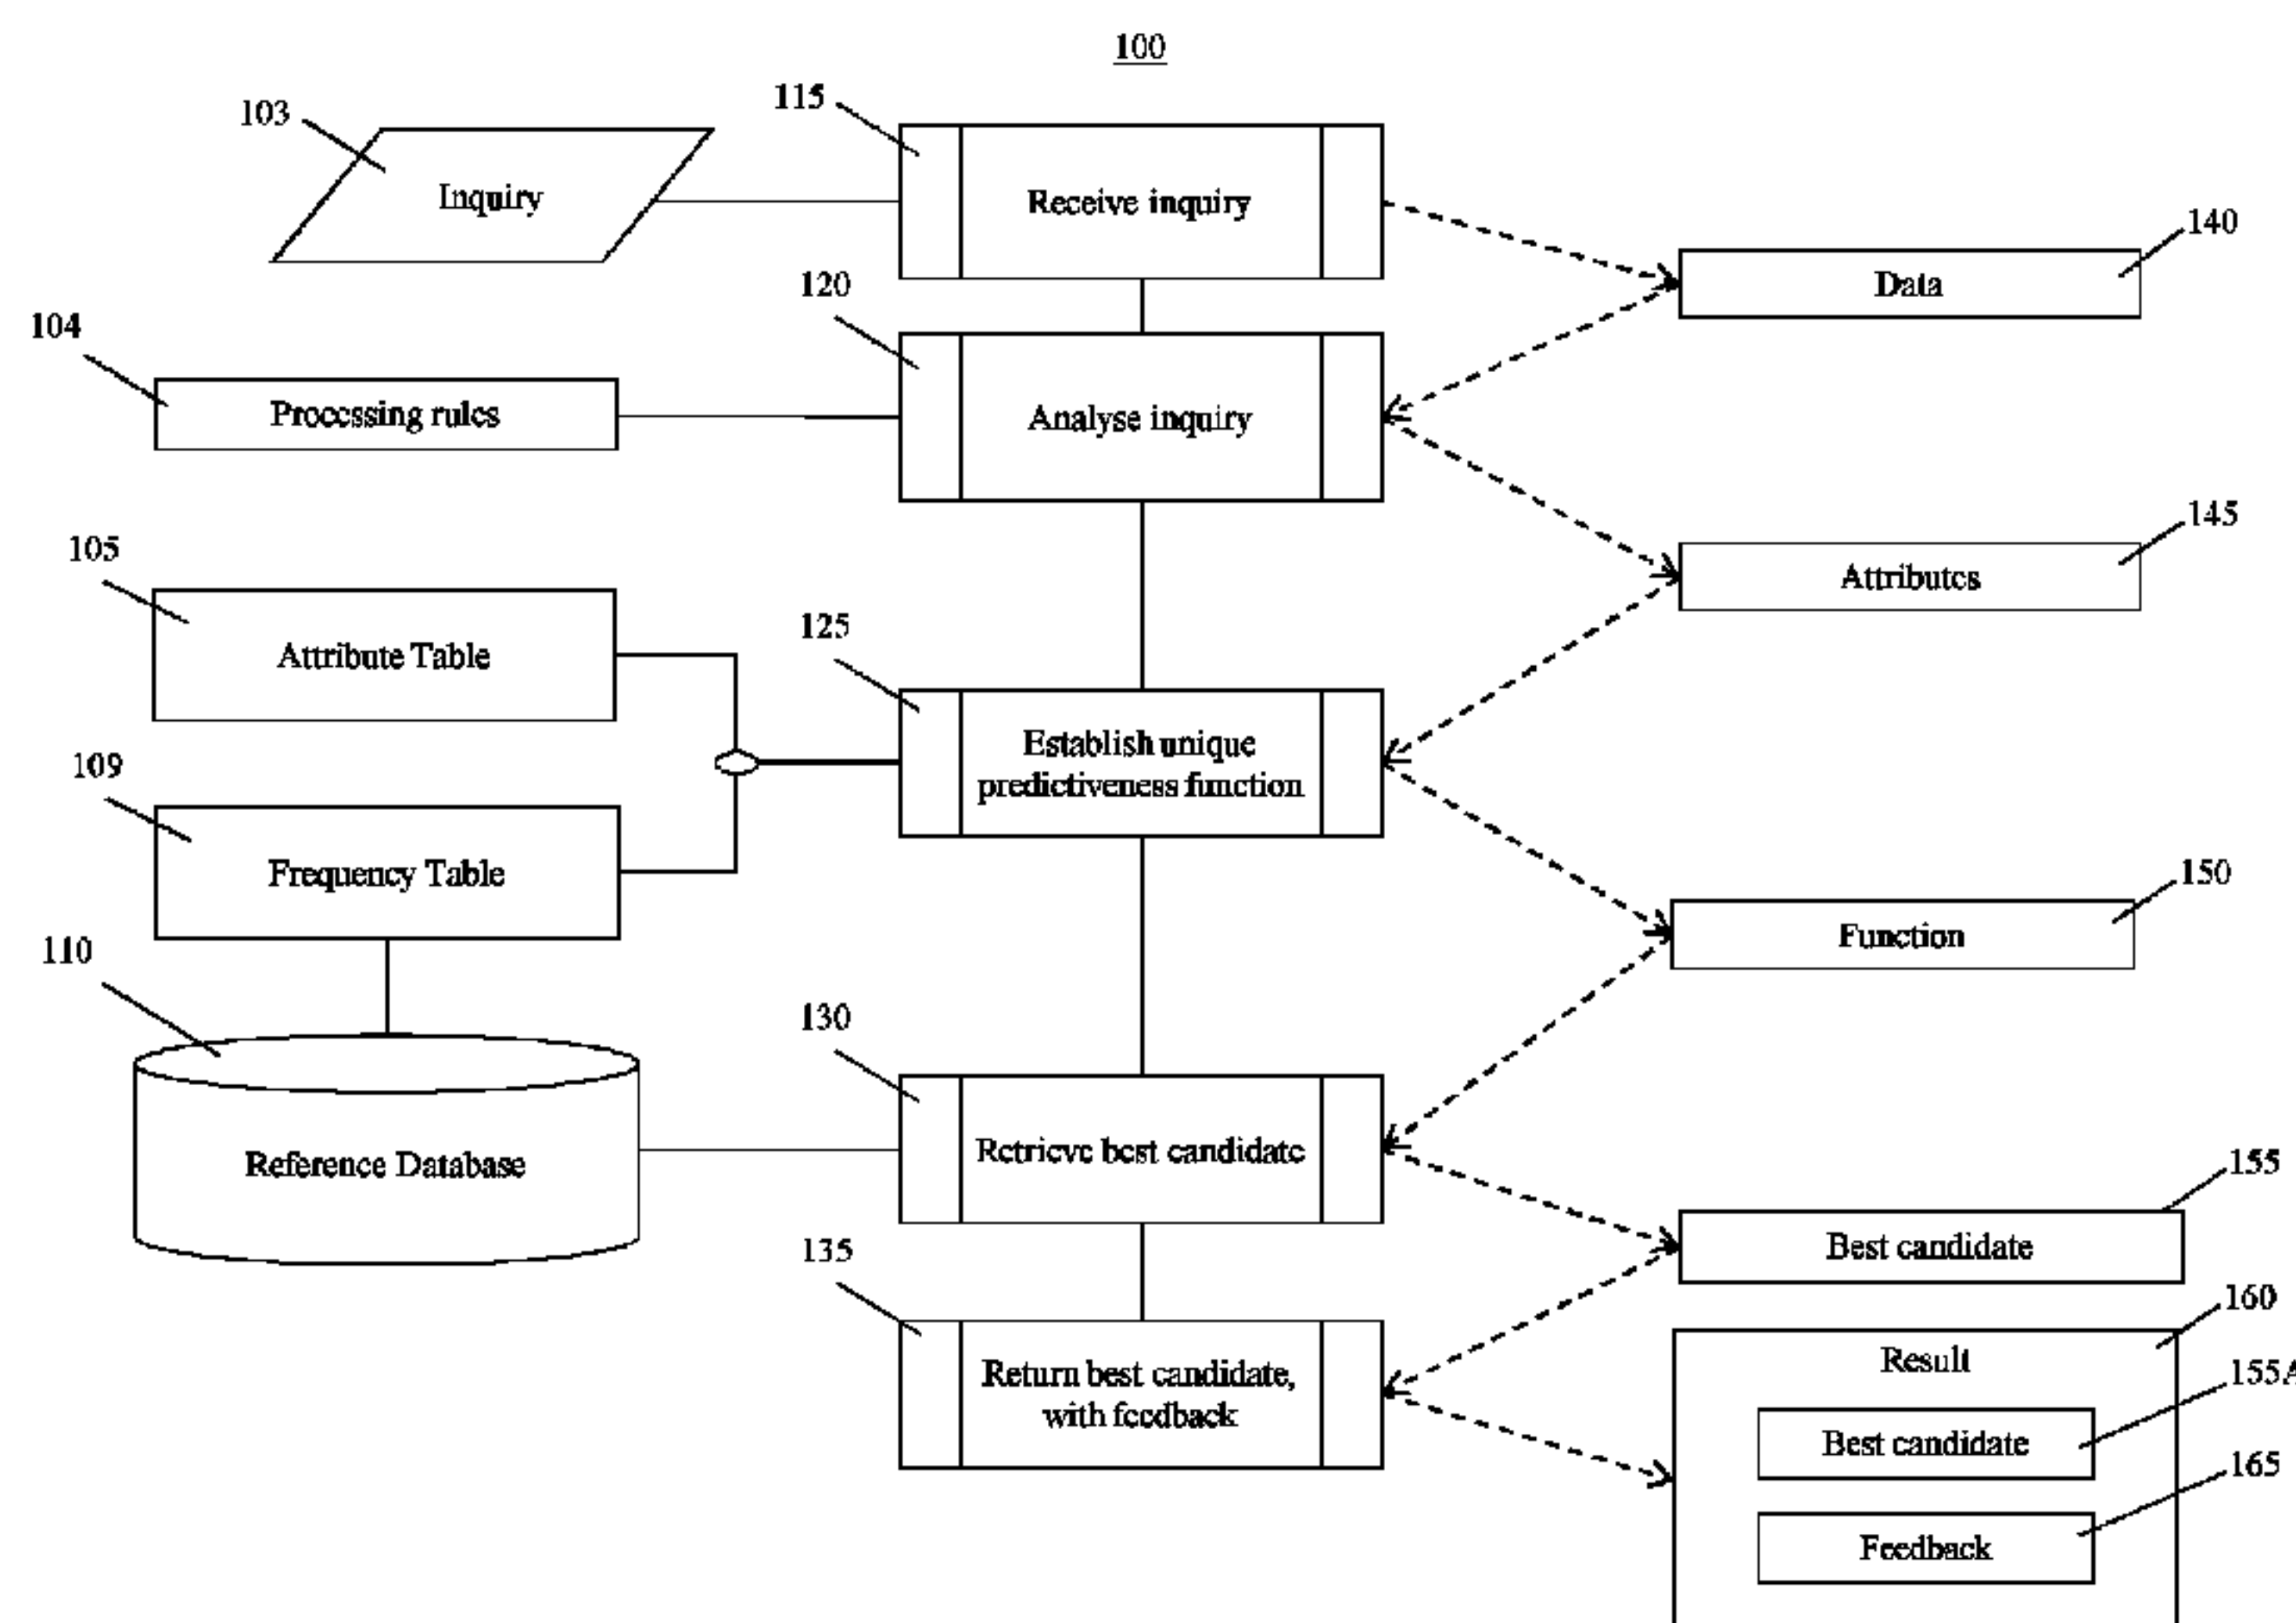 100
103
Inquiry
115
Receive inquiry
140
Data
104
Processing rules
120
Analyse inquiry
145
Attributes
105
Attribute Table
125
Establish unique
predictiveness function
109
Frequency Table
150
Function
110
Reference Database
130
Retrieve best candidate
155
Best candidate
135
Return best candidate,
with feedback
160
Result
155A
Best candidate
165
Feedback